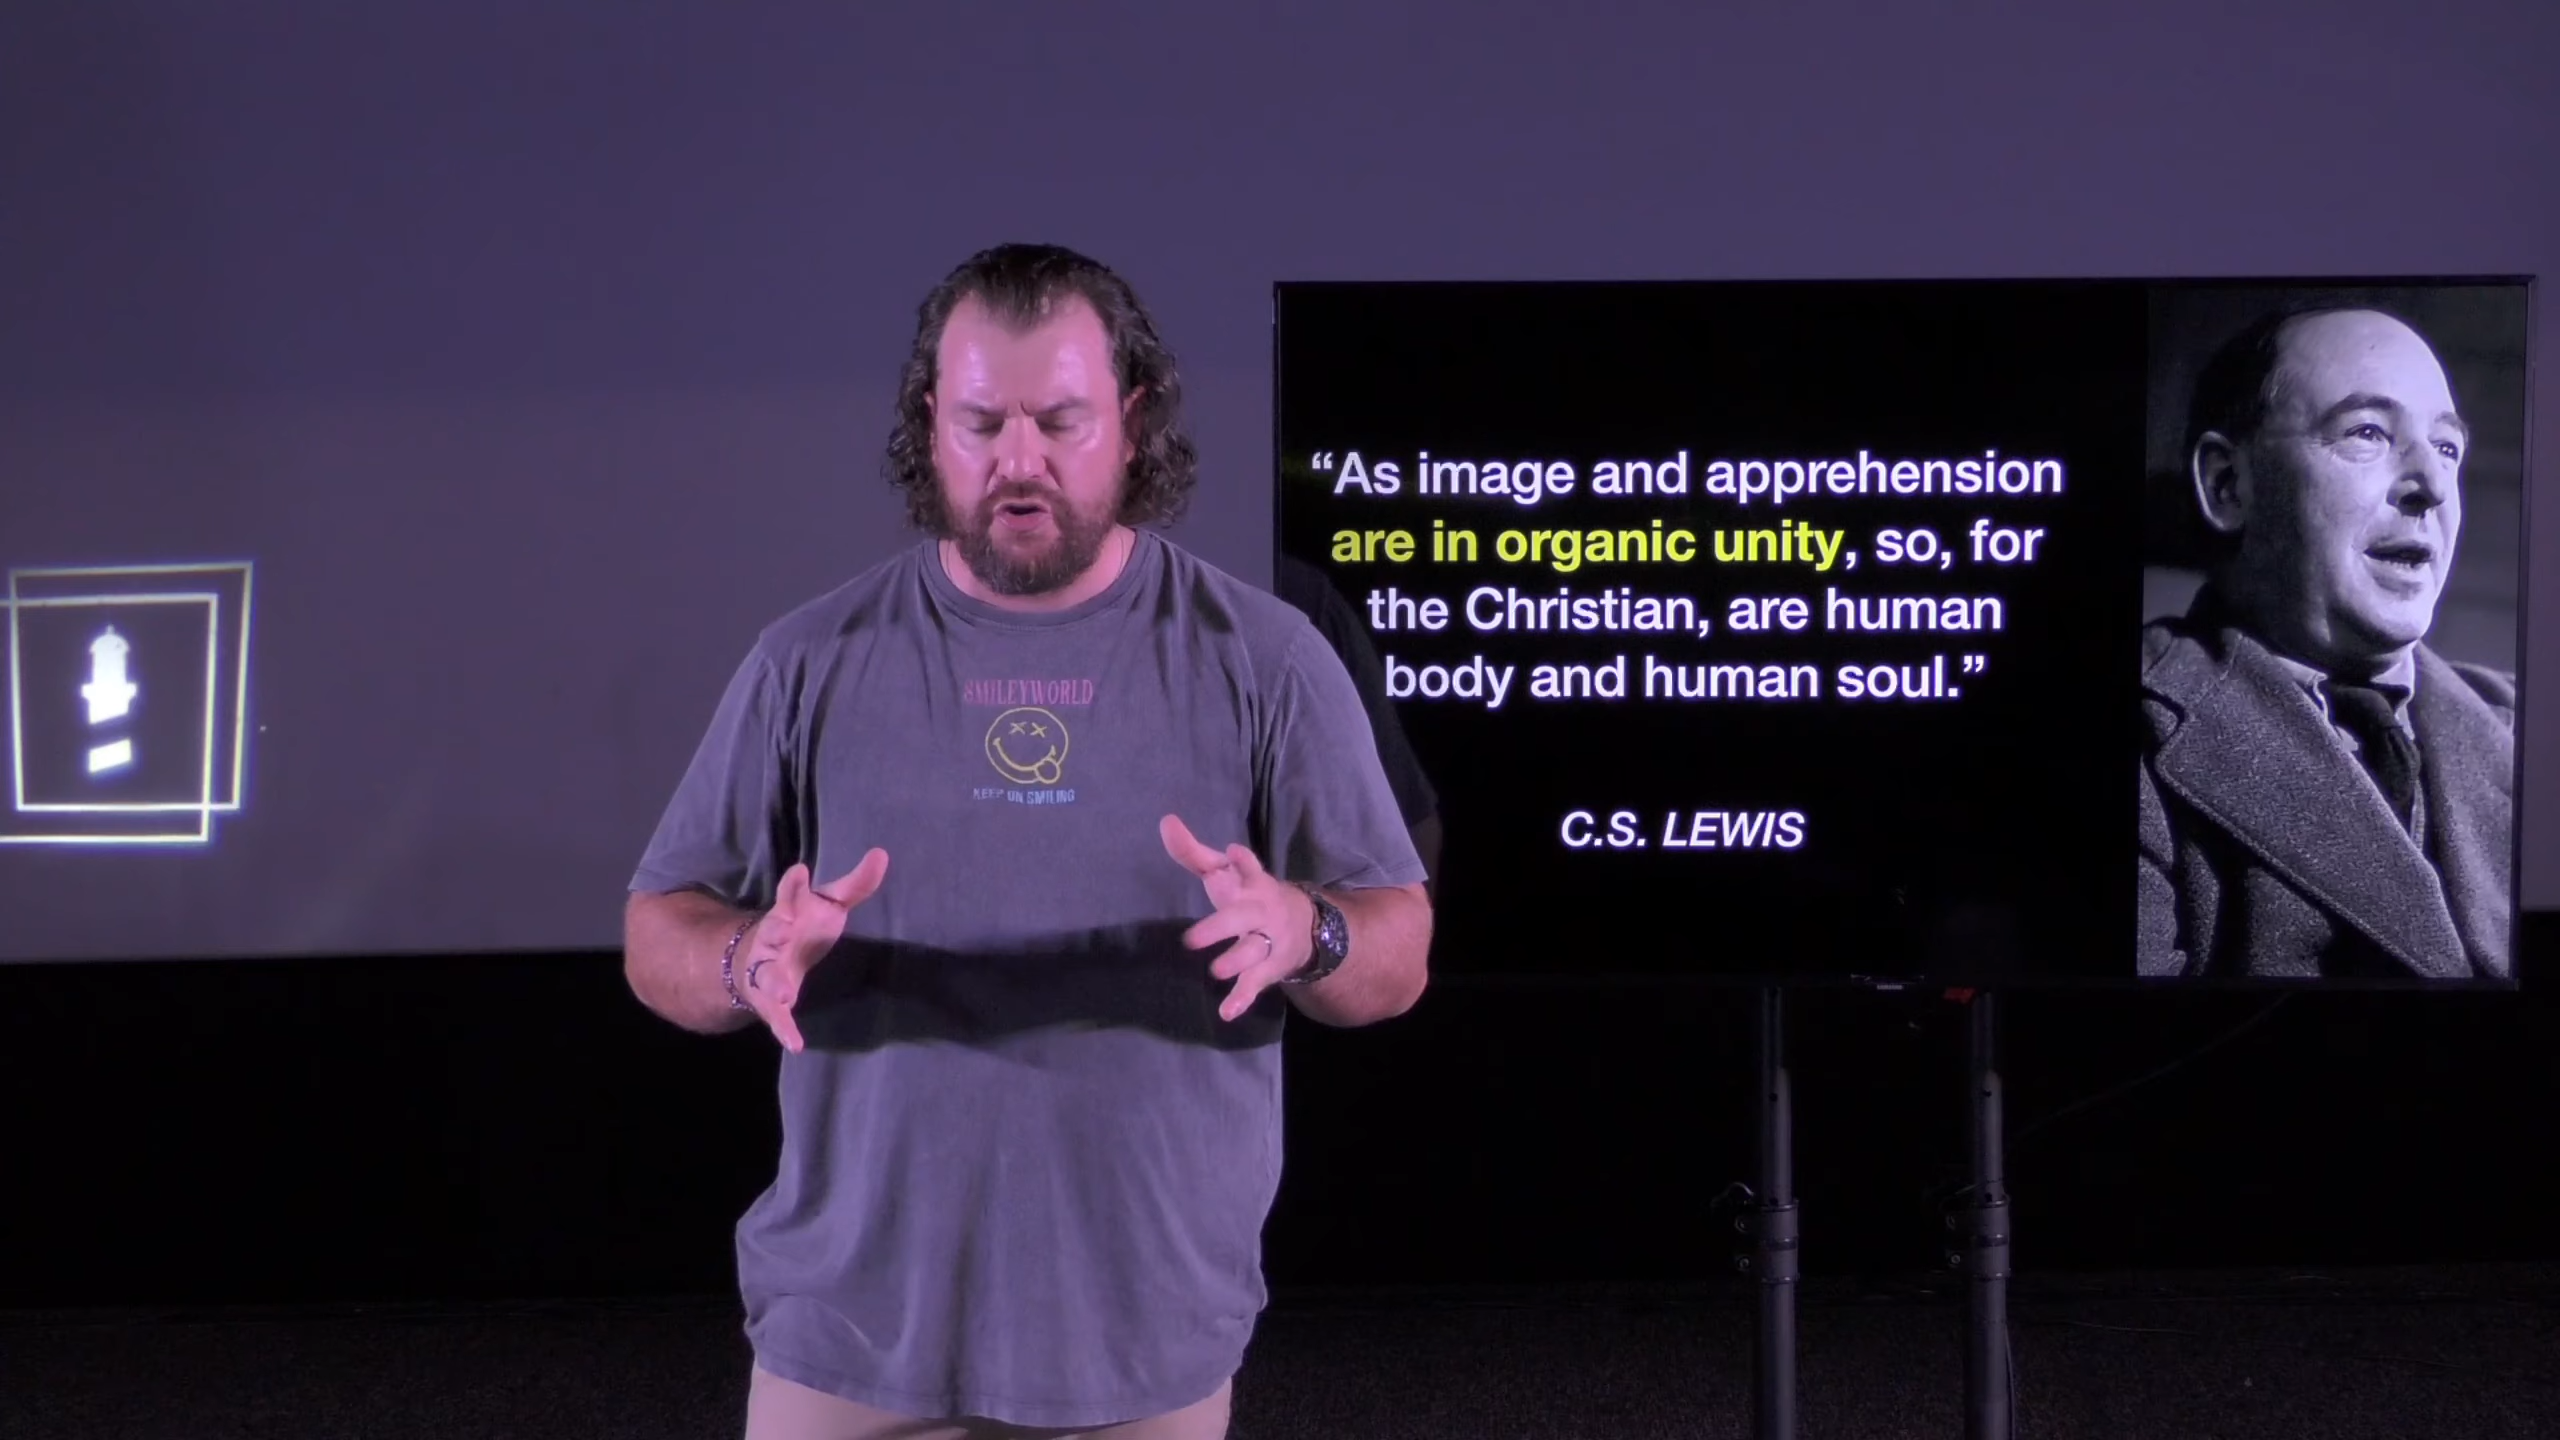 “As image and apprehension
are in organic unity, so, for
the Christian, are human
body and human soul.”
C.S. LEWIS
SMILEYWORLD
KEEP ON SMILING
SAMSUNG